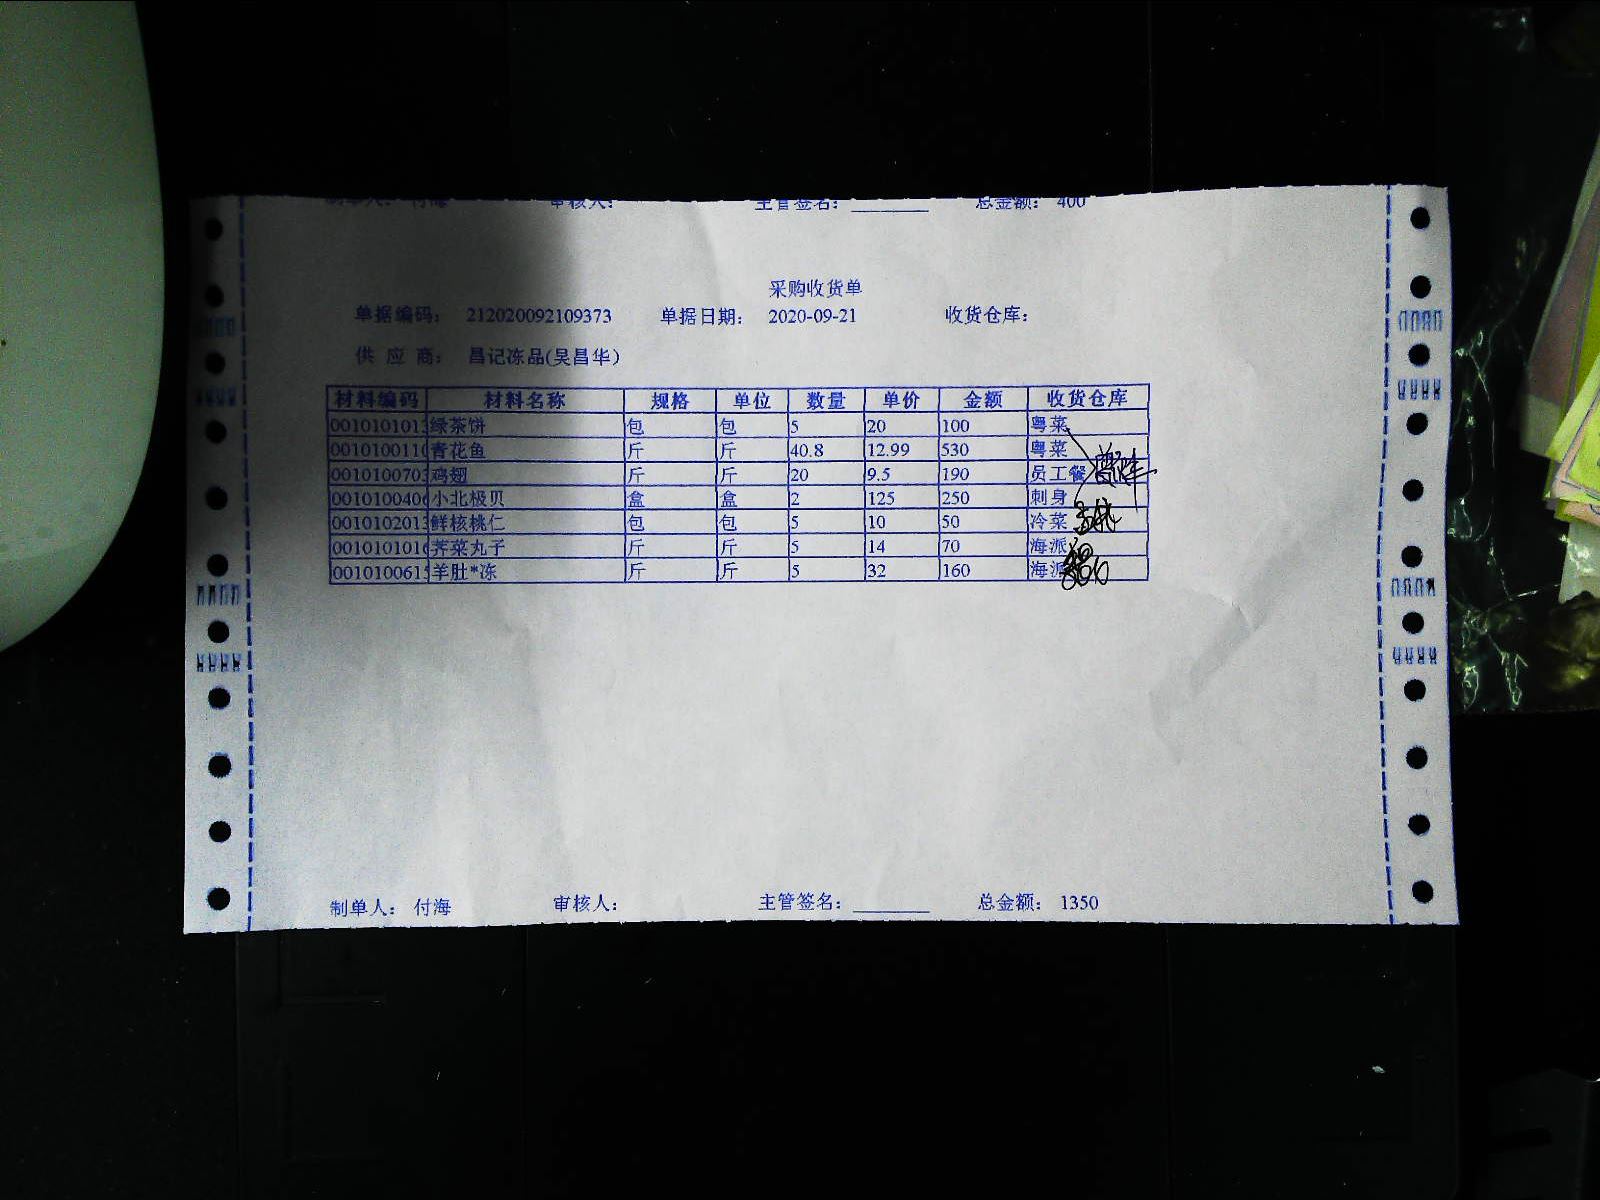 制单人： 付海 审核人： 主管签名：________ 总金额： 400
采购收货单
单据编码： 212020092109373 单据日期： 2020-09-21 收货仓库：
供 应 商： 昌记冻品(吴昌华)
材料编码 材料名称 规格 单位 数量 单价 金额 收货仓库
0010101013 绿茶饼 包 包 5 20 100 粤菜
001010011 青花鱼 斤 斤 40.8 12.99 530 粤菜
001010070 鸡翅 斤 斤 20 9.5 190 员工餐
001010040 小北极贝 盒 盒 2 125 250 刺身
001010201 鲜核桃仁 包 包 5 10 50 冷菜
001010101 荠菜丸子 斤 斤 5 14 70 海派
001010061 羊肚*冻 斤 斤 5 32 160 海派
制单人： 付海 审核人： 主管签名：________ 总金额： 1350